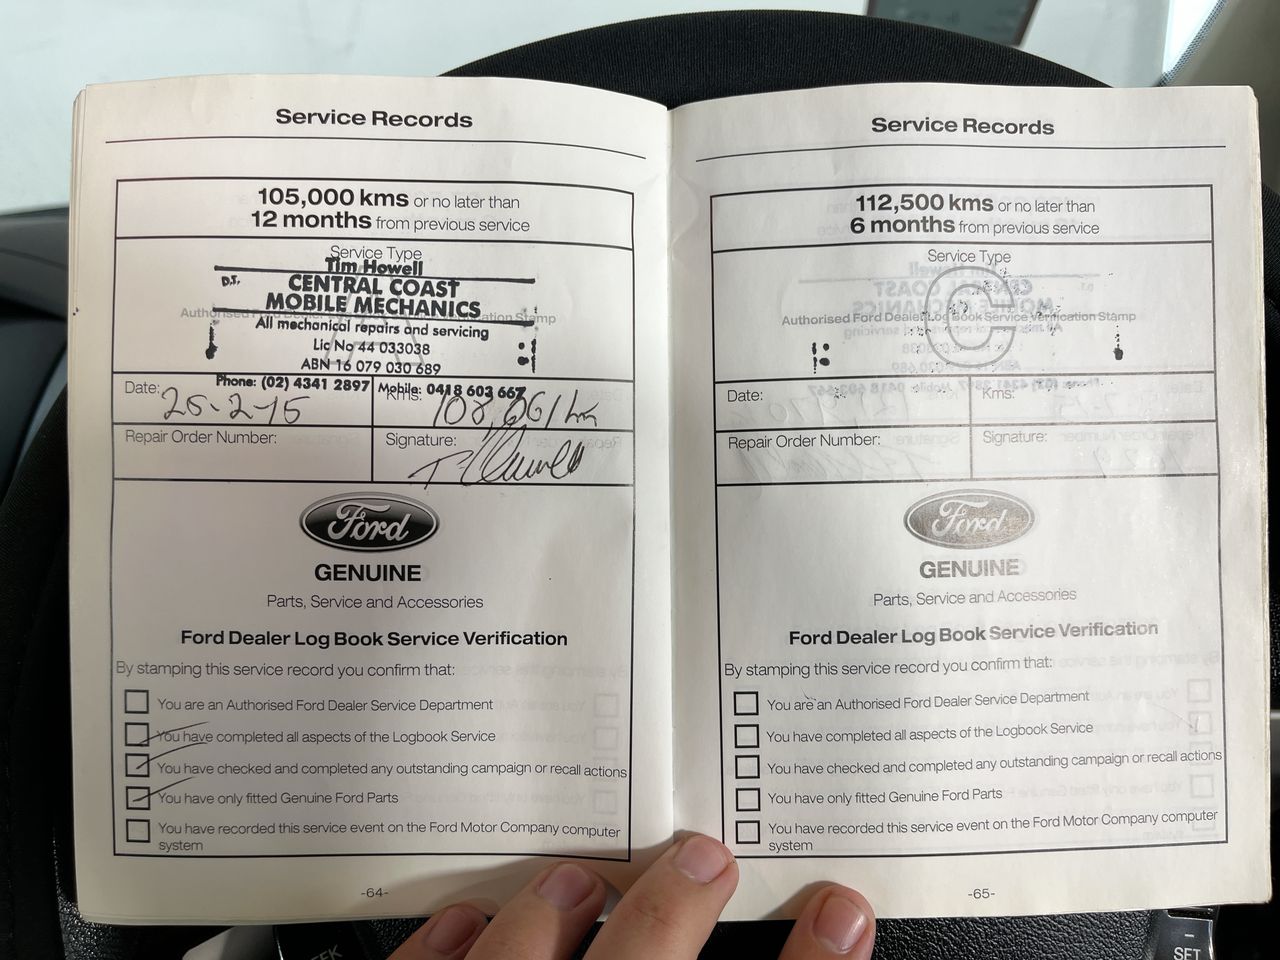 Service Records
105,000 kms or no later than
12 months from previous service
Service Type
Tim Howell
D.T.
CENTRAL COAST
MOBILE MECHANICS
Authorised Ford Dealer Log Book Service Verification Stamp
All mechanical repairs and servicing
Lic No 44 033038
ABN 16 079 030 689
Phone: (02) 4341 2897 Mobile: 0418 603 667
Date: Kms:
Repair Order Number: Signature:
Ford
GENUINE
Parts, Service and Accessories
Ford Dealer Log Book Service Verification
By stamping this service record you confirm that:
You are an Authorised Ford Dealer Service Department
You have completed all aspects of the Logbook Service
You have checked and completed any outstanding campaign or recall actions
You have only fitted Genuine Ford Parts
You have recorded this service event on the Ford Motor Company computer
system
-64-
Service Records
112,500 kms or no later than
6 months from previous service
Service Type
C
Authorised Ford Dealer Log Book Service Verification Stamp
Date: Kms:
Repair Order Number: Signature:
Ford
GENUINE
Parts, Service and Accessories
Ford Dealer Log Book Service Verification
By stamping this service record you confirm that:
You are an Authorised Ford Dealer Service Department
You have completed all aspects of the Logbook Service
You have checked and completed any outstanding campaign or recall actions
You have only fitted Genuine Ford Parts
You have recorded this service event on the Ford Motor Company computer
system
-65-
SET